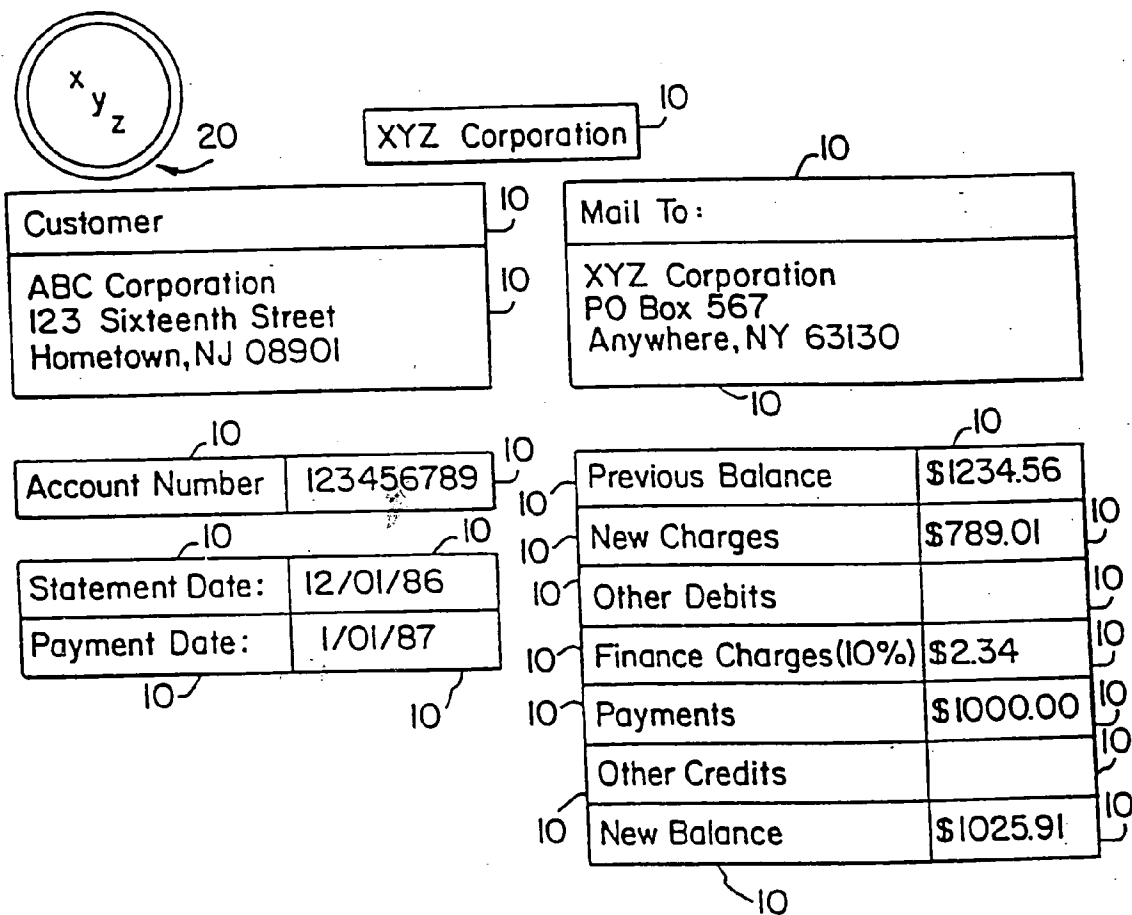 x
y
z
20
XYZ Corporation
10
10
Customer
10
ABC Corporation
123 Sixteenth Street
Hometown, NJ 08901
10
Mail To:
XYZ Corporation
PO Box 567
Anywhere, NY 63130
10
10
Account Number 123456789
10
10
10
Statement Date: 12/01/86
Payment Date: 1/01/87
10
10
10
10 Previous Balance $1234.56
10 New Charges $789.01 10
10 Other Debits 10
10 Finance Charges (10%) $2.34 10
10 Payments $1000.00 10
Other Credits 10
10 New Balance $1025.91 10
10